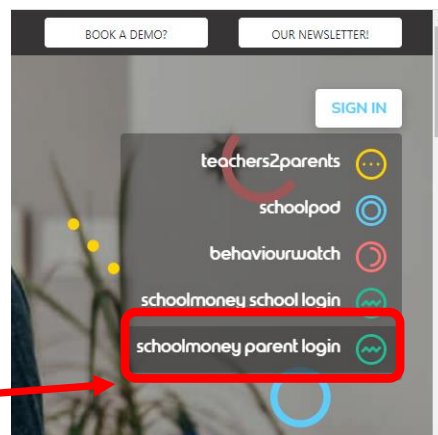 BOOK A DEMO?
OUR NEWSLETTER!
SIGN IN
teachers2parents
schoolpod
behaviourwatch
schoolmoney school login
schoolmoney parent login